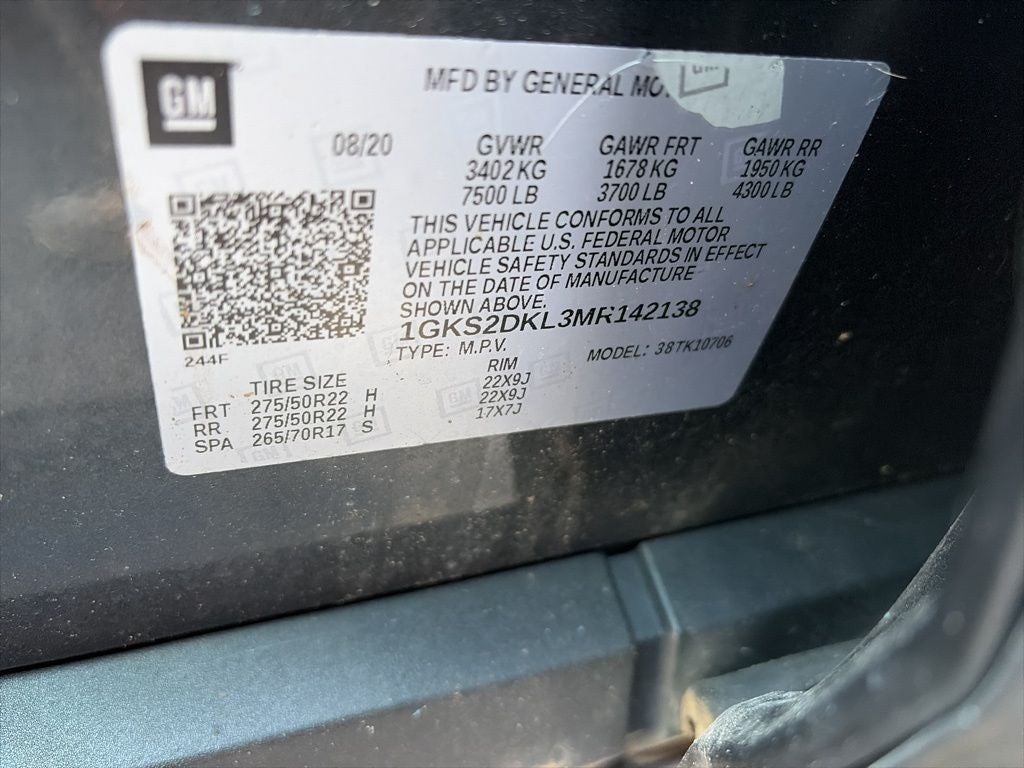 GM
MFD BY GENERAL
08/20
GVWR GAWR FRT GAWR RR
3402 KG 1678 KG 1950 KG
7500 LB 3700 LB 4300 LB
THIS VEHICLE CONFORMS TO ALL
APPLICABLE U.S. FEDERAL MOTOR
VEHICLE SAFETY STANDARDS IN EFFECT
ON THE DATE OF MANUFACTURE
SHOWN ABOVE.
1GKS2DKL3MR142138
TYPE: M.P.V. MODEL: 38TK10706
244F
TIRE SIZE RIM
FRT 275/50R22 H 22X9J
RR 275/50R22 H 22X9J
SPA 265/70R17 S 17X7J